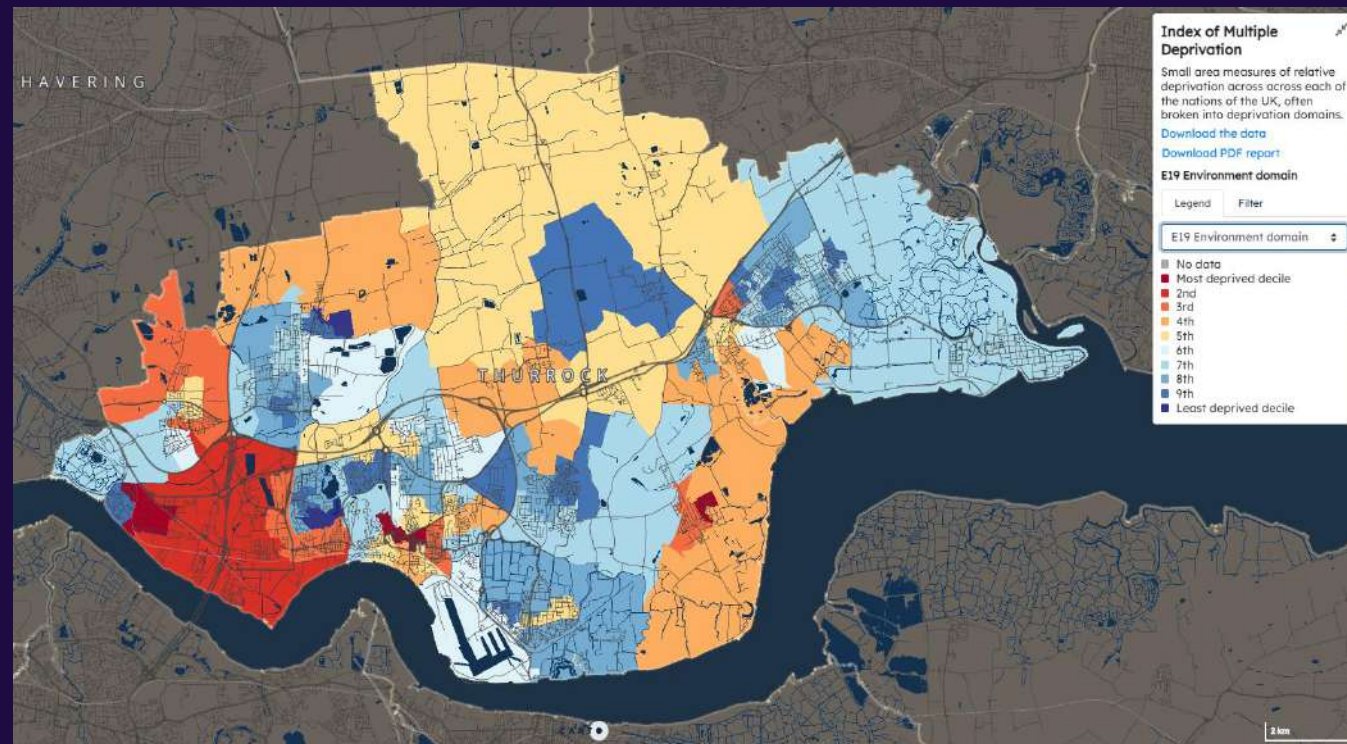 HAVERING
THURROCK
Index of Multiple
Deprivation
Small area measures of relative
deprivation across across each of
the nations of the UK, often
broken into deprivation domains.
Download the data
Download PDF report
E19 Environment domain
Legend
Filter
E19 Environment domain
No data
Most deprived decile
2nd
3rd
4th
5th
6th
7th
8th
9th
Least deprived decile
2 km